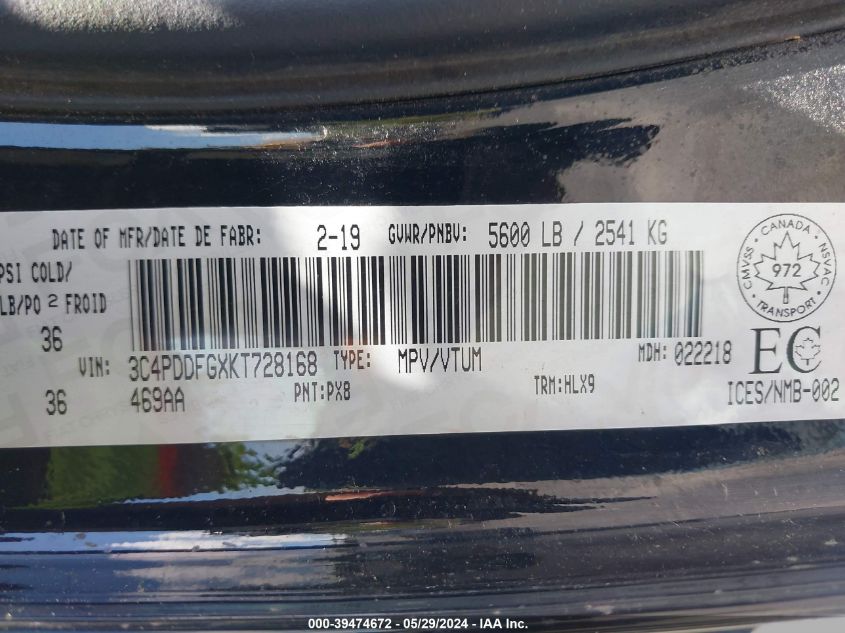 DATE OF MFR/DATE DE FABR: 2-19 GVWR/PNBV: 5600 LB / 2541 KG
PSI COLD/
LB/PO 2 FROID
36
VIN: 3C4PDDFGXKT728168 TYPE: MPV/VTUM MDH: 022218
36
469AA PNT:PX8 TRM:HLX9
CANADA
CMVSS
NSVAC
972
TRANSPORT
EC
ICES/NMB-002
000-39474672 - 05/29/2024 - IAA, Inc.